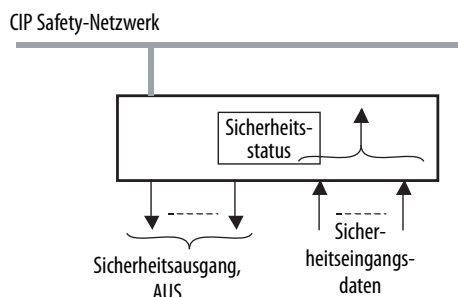 CIP Safety-Netzwerk
Sicherheits-
status
Sicherheitsausgang,
AUS
Sicher-
heitseingangs-
daten